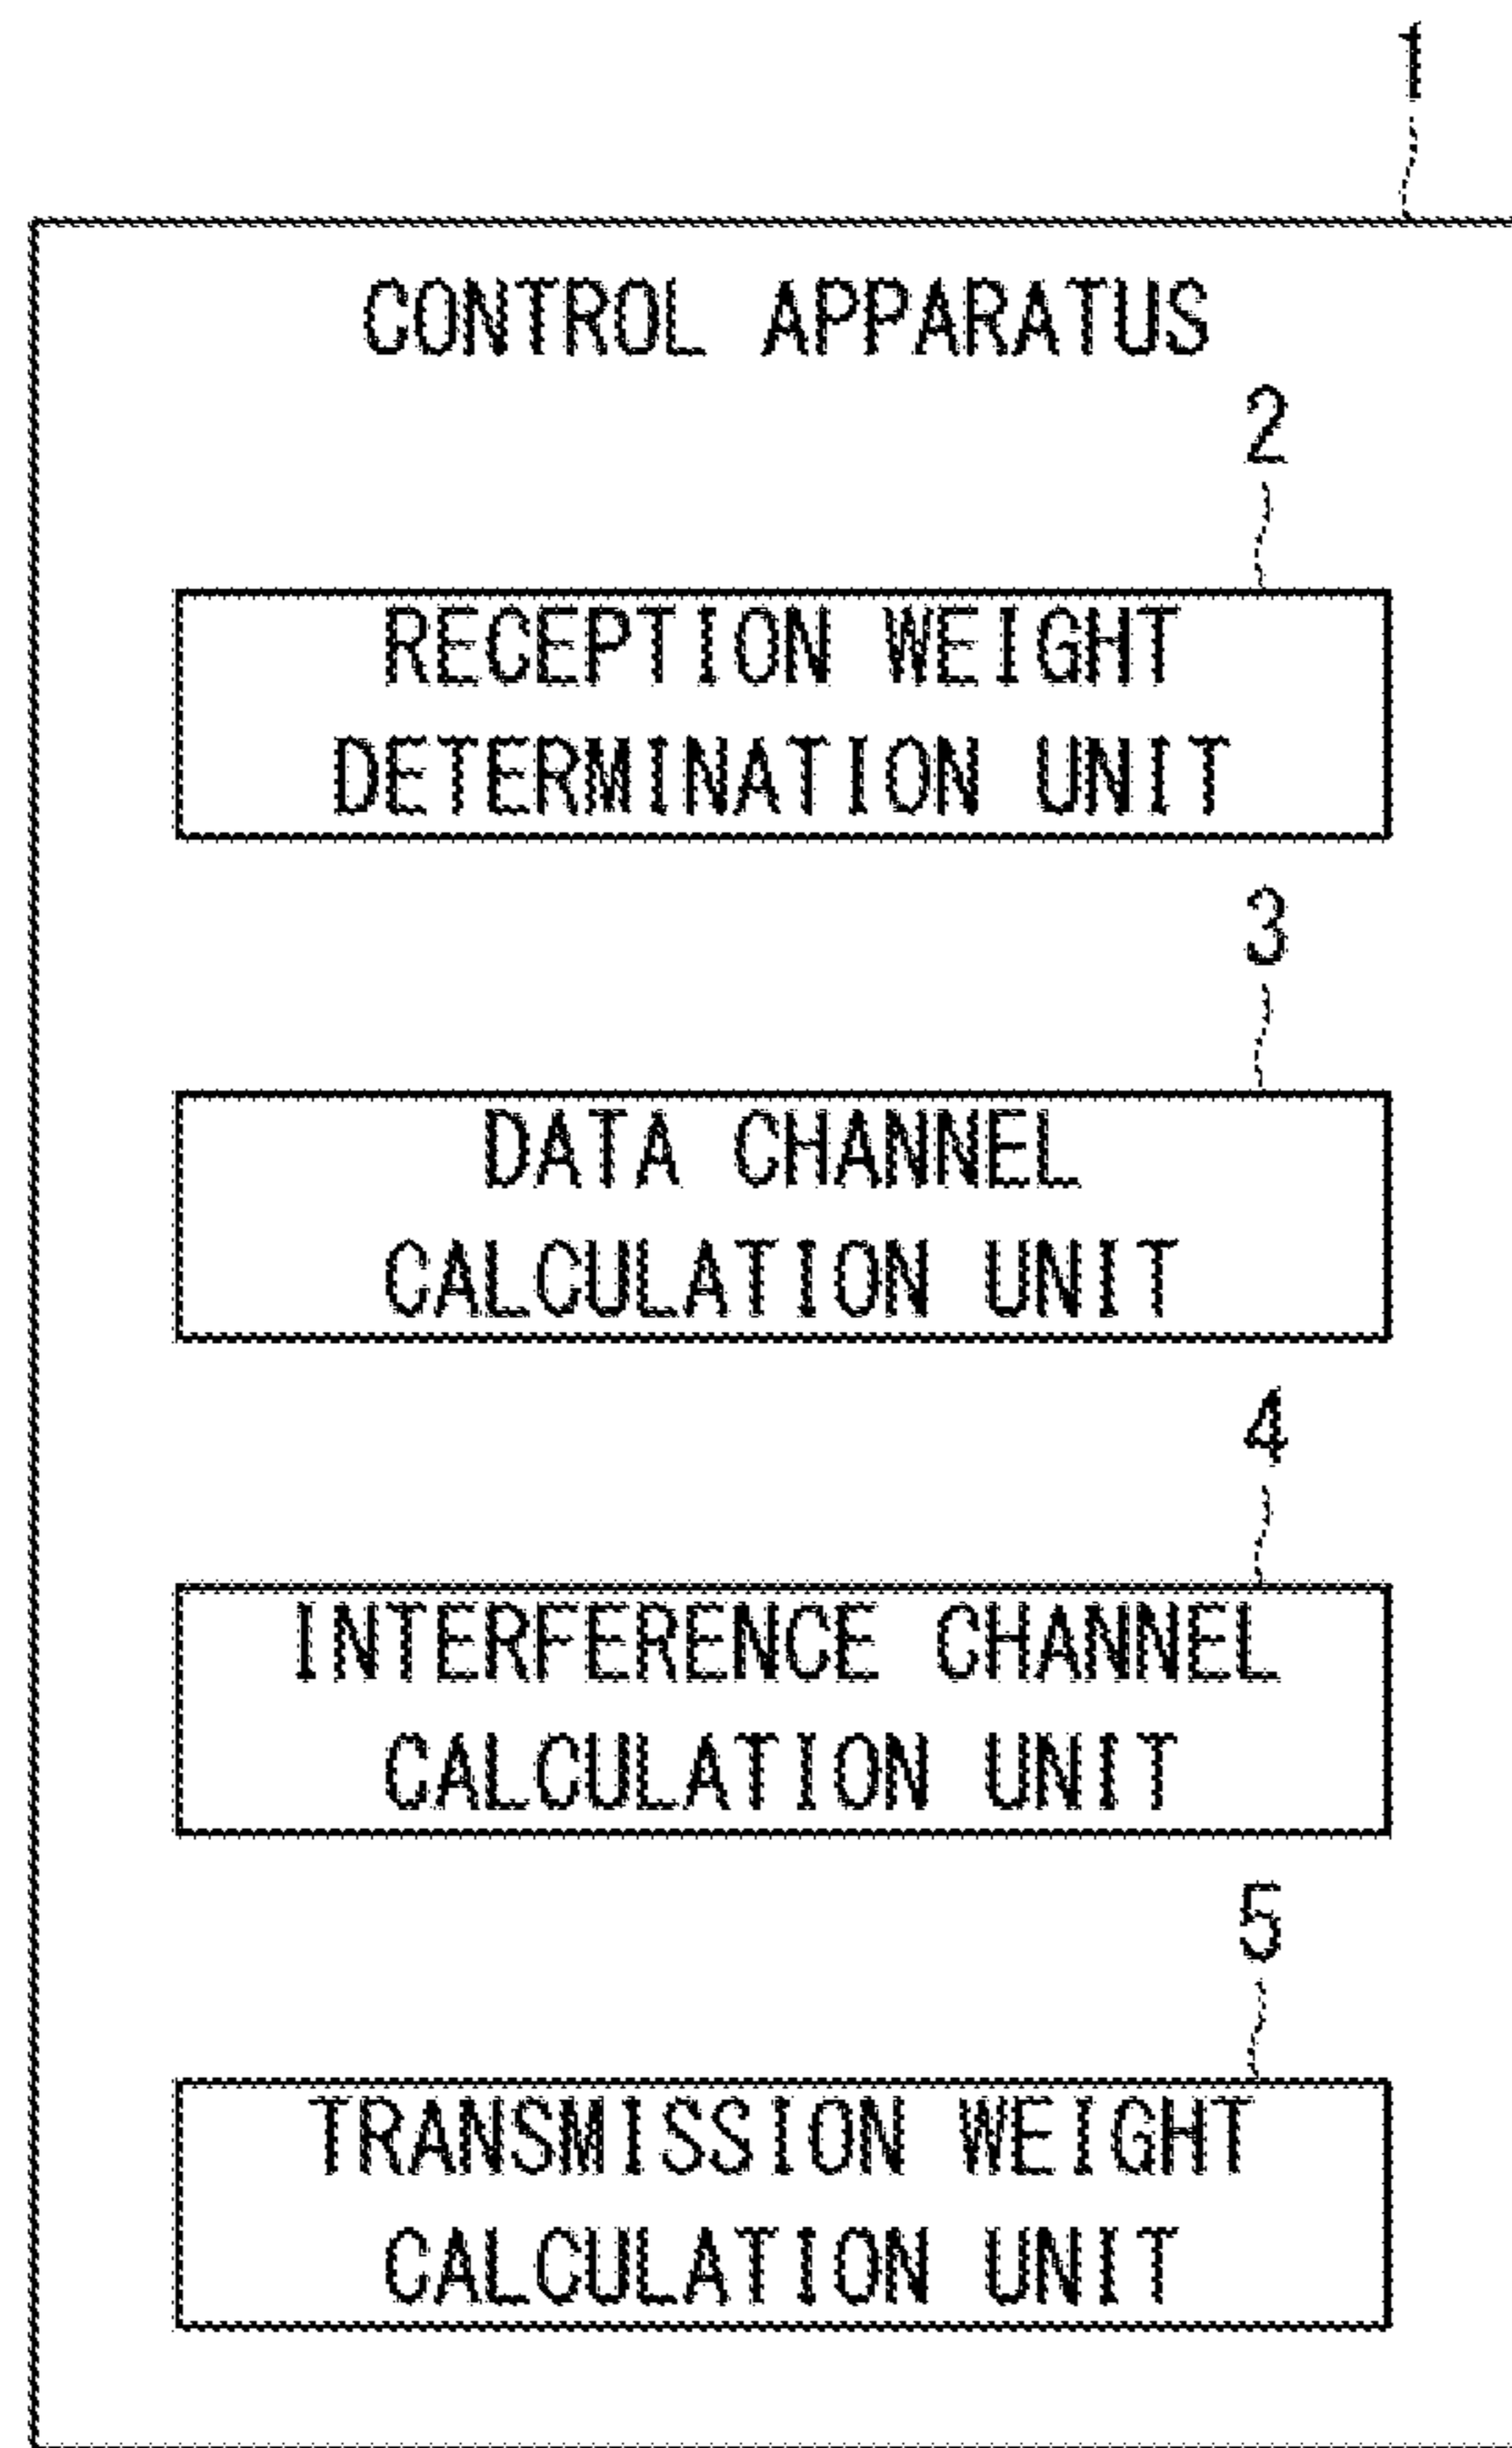 1
CONTROL APPARATUS
2
RECEPTION WEIGHT
DETERMINATION UNIT
3
DATA CHANNEL
CALCULATION UNIT
4
INTERFERENCE CHANNEL
CALCULATION UNIT
5
TRANSMISSION WEIGHT
CALCULATION UNIT